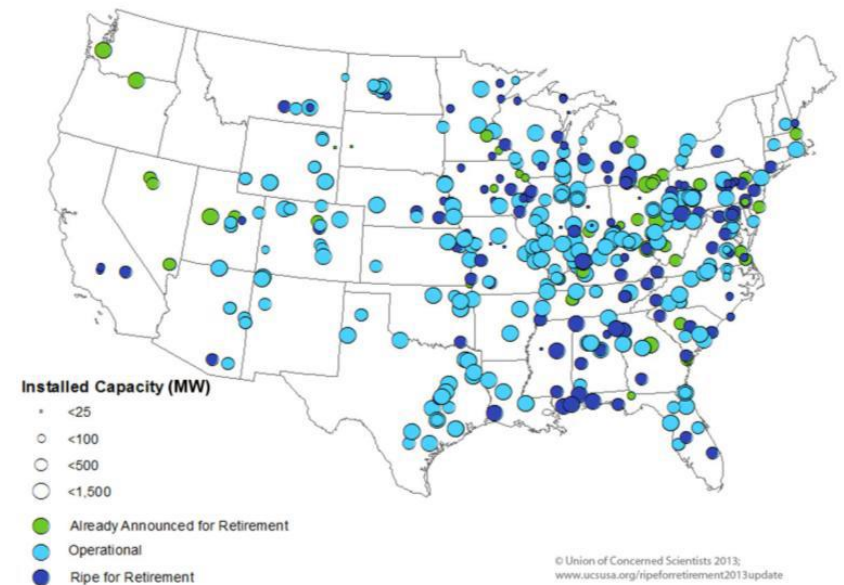 Installed Capacity (MW)
<25
<100
<500
<1,500
Already Announced for Retirement
Operational
Ripe for Retirement
© Union of Concerned Scientists 2013;
www.ucsusa.org/ripeforretirement2013update